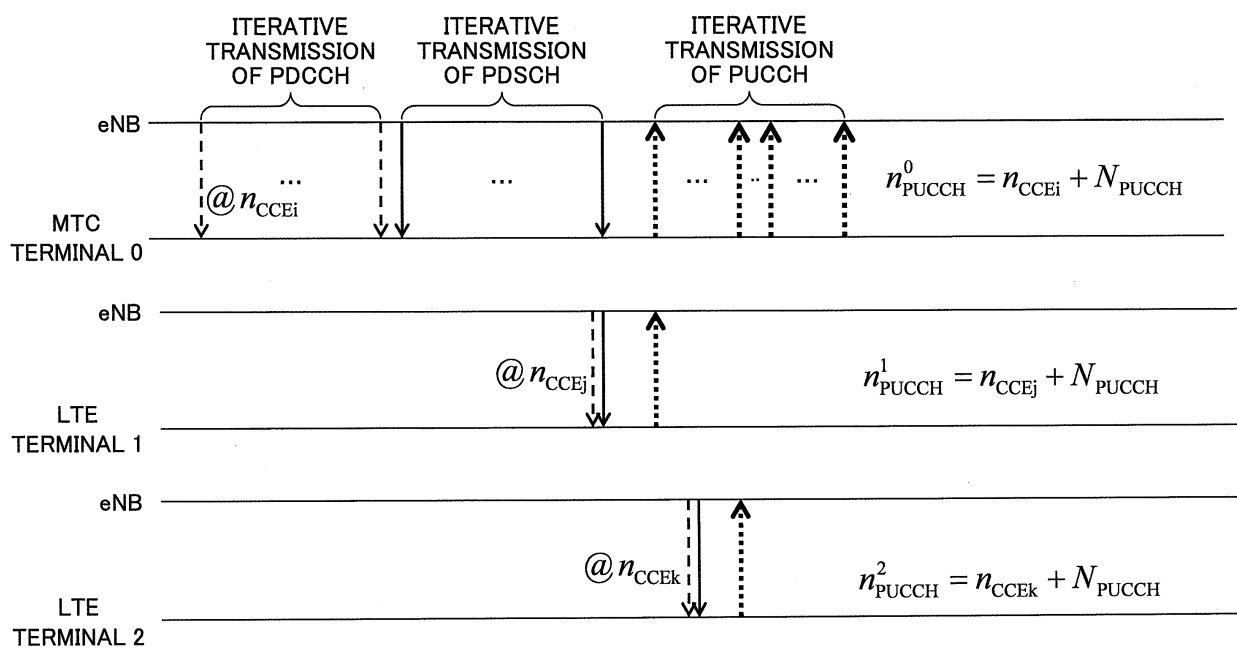 ITERATIVE
TRANSMISSION
OF PDCCH
ITERATIVE
TRANSMISSION
OF PDSCH
ITERATIVE
TRANSMISSION
OF PUCCH
eNB
@ n_CCEi
...
...
...
..
...
n^0_PUCCH = n_CCEi + N_PUCCH
MTC
TERMINAL 0
eNB
@ n_CCEj
n^1_PUCCH = n_CCEj + N_PUCCH
LTE
TERMINAL 1
eNB
@ n_CCEk
n^2_PUCCH = n_CCEk + N_PUCCH
LTE
TERMINAL 2